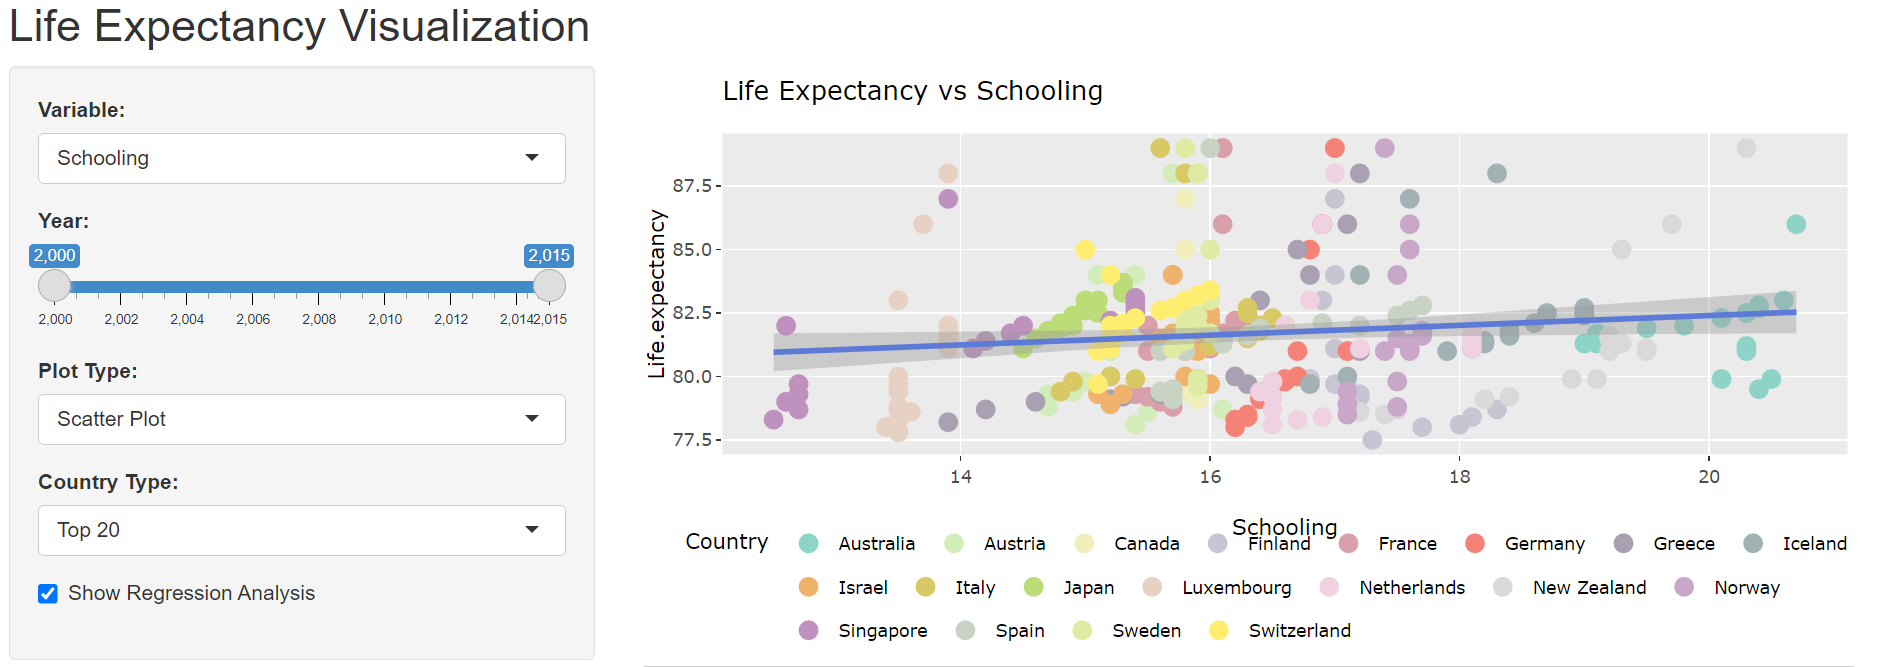 Life Expectancy Visualization
Variable:
Schooling
Year:
2,000 2,015
2,000 2,002 2,004 2,006 2,008 2,010 2,012 2,014 2,015
Plot Type:
Scatter Plot
Country Type:
Top 20
Show Regression Analysis
Life Expectancy vs Schooling
Life.expectancy
87.5
85.0
82.5
80.0
77.5
14 16 18 20
Schooling
Country Australia Austria Canada Finland France Germany Greece Iceland
Israel Italy Japan Luxembourg Netherlands New Zealand Norway
Singapore Spain Sweden Switzerland